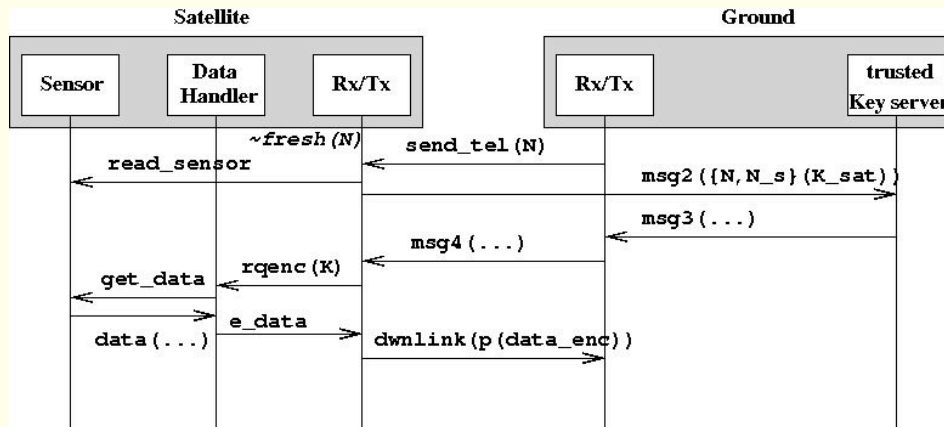 Satellite
Ground
Sensor
Data
Handler
Rx/Tx
Rx/Tx
trusted
Key server
~fresh(N)
send_tel(N)
read_sensor
msg2({N,N_s}(K_sat))
msg3(...)
msg4(...)
rqenc(K)
get_data
data(...)
e_data
dwnlink(p(data_enc))